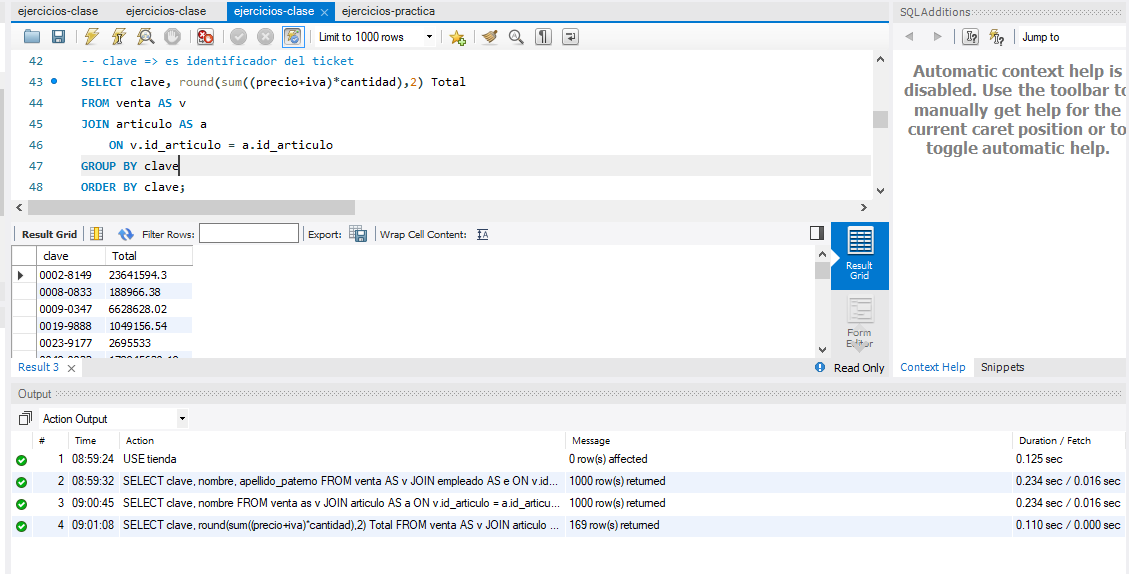 ejercicios-clase ejercicios-clase ejercicios-clase ejercicios-practica
SQLAdditions
Limit to 1000 rows
Jump to
42 -- clave => es identificador del ticket
43 SELECT clave, round(sum((precio+iva)*cantidad),2) Total
44 FROM venta AS v
45 JOIN articulo AS a
46 ON v.id_articulo = a.id_articulo
47 GROUP BY clave
48 ORDER BY clave;
Automatic context help is
disabled. Use the toolbar to
manually get help for the
current caret position or to
toggle automatic help.
Result Grid Filter Rows: Export: Wrap Cell Content:
clave Total
0002-8149 23641594.3
0008-0833 188966.38
0009-0347 6628628.02
0019-9888 1049156.54
0023-9177 2695533
Result
Grid
Form
Editor
Result 3
Read Only
Context Help Snippets
Output
Action Output
# Time Action Message Duration / Fetch
1 08:59:24 USE tienda 0 row(s) affected 0.125 sec
2 08:59:32 SELECT clave, nombre, apellido_paterno FROM venta AS v JOIN empleado AS e ON v.id... 1000 row(s) returned 0.234 sec / 0.016 sec
3 09:00:45 SELECT clave, nombre FROM venta as v JOIN articulo AS a ON v.id_articulo = a.id_articu... 1000 row(s) returned 0.234 sec / 0.016 sec
4 09:01:08 SELECT clave, round(sum((precio+iva)*cantidad),2) Total FROM venta AS v JOIN articulo ... 169 row(s) returned 0.110 sec / 0.000 sec